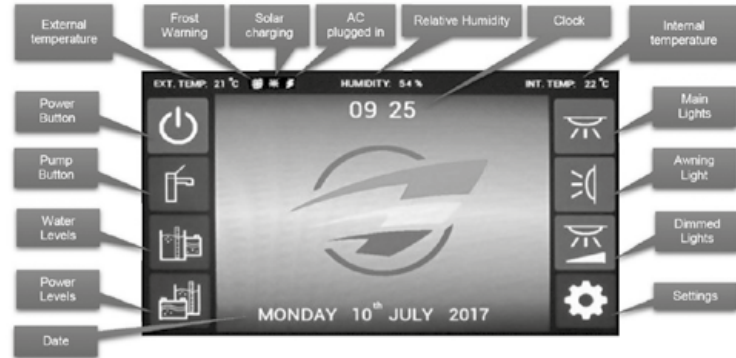 External temperature
Frost Warning
Solar charging
AC plugged in
Relative Humidity
Clock
Internal temperature
EXT. TEMP: 21 °C
HUMIDITY: 54 %
INT. TEMP: 22 °C
09 25
Power Button
Pump Button
Water Levels
Power Levels
Date
Main Lights
Awning Light
Dimmed Lights
Settings
MONDAY 10th JULY 2017